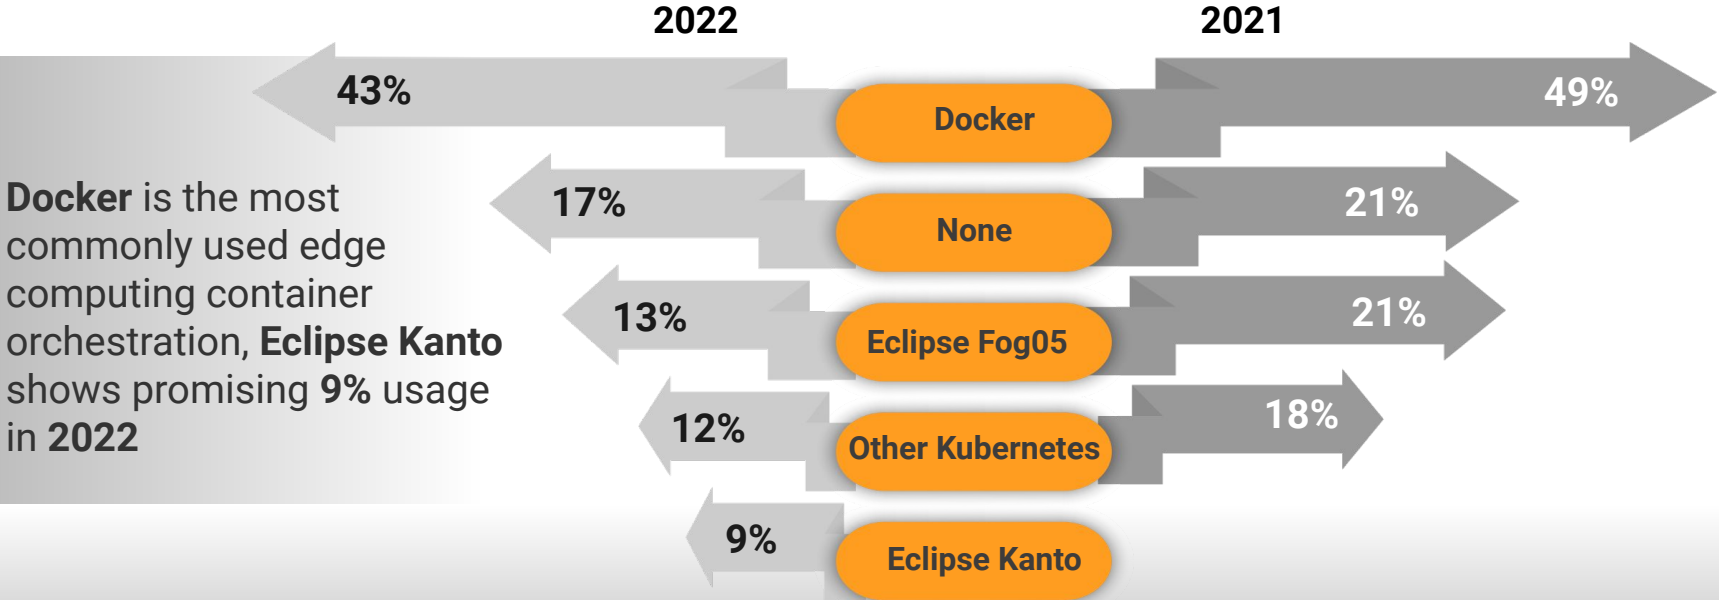 2022 2021
43% Docker 49%
17% None 21%
13% Eclipse Fog05 21%
12% Other Kubernetes 18%
9% Eclipse Kanto
Docker is the most
commonly used edge
computing container
orchestration, Eclipse Kanto
shows promising 9% usage
in 2022